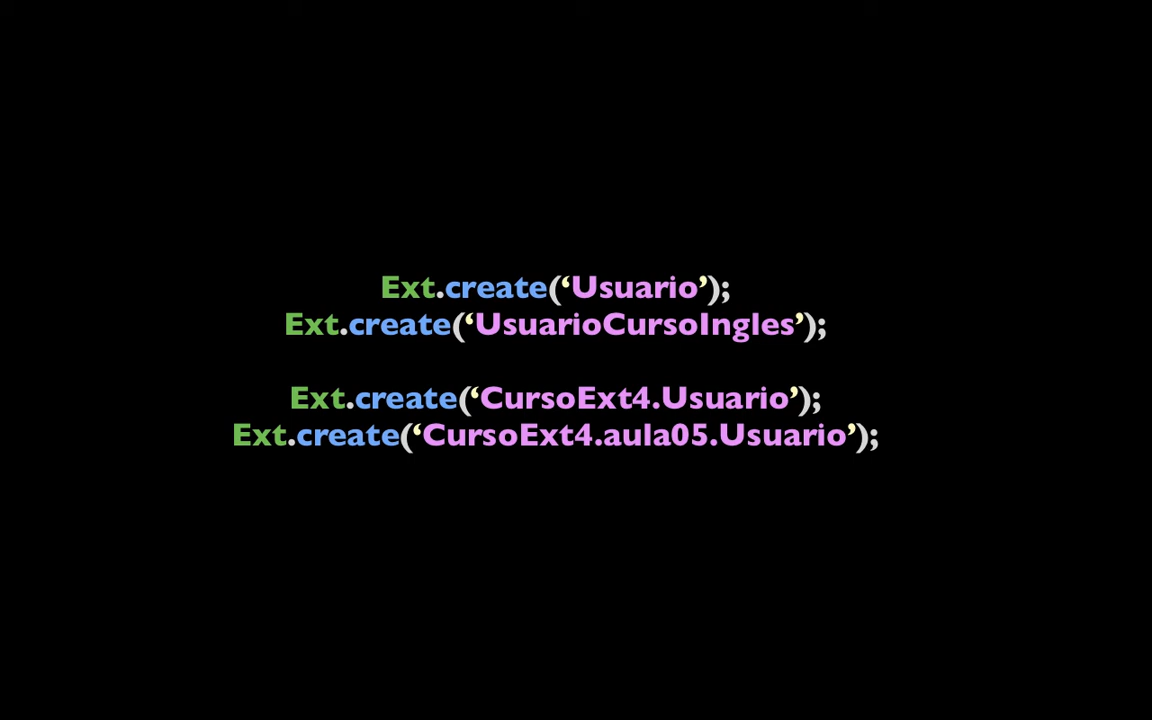 Ext.create(‘Usuario’);
Ext.create(‘UsuarioCursoIngles’);
Ext.create(‘CursoExt4.Usuario’);
Ext.create(‘CursoExt4.aula05.Usuario’);